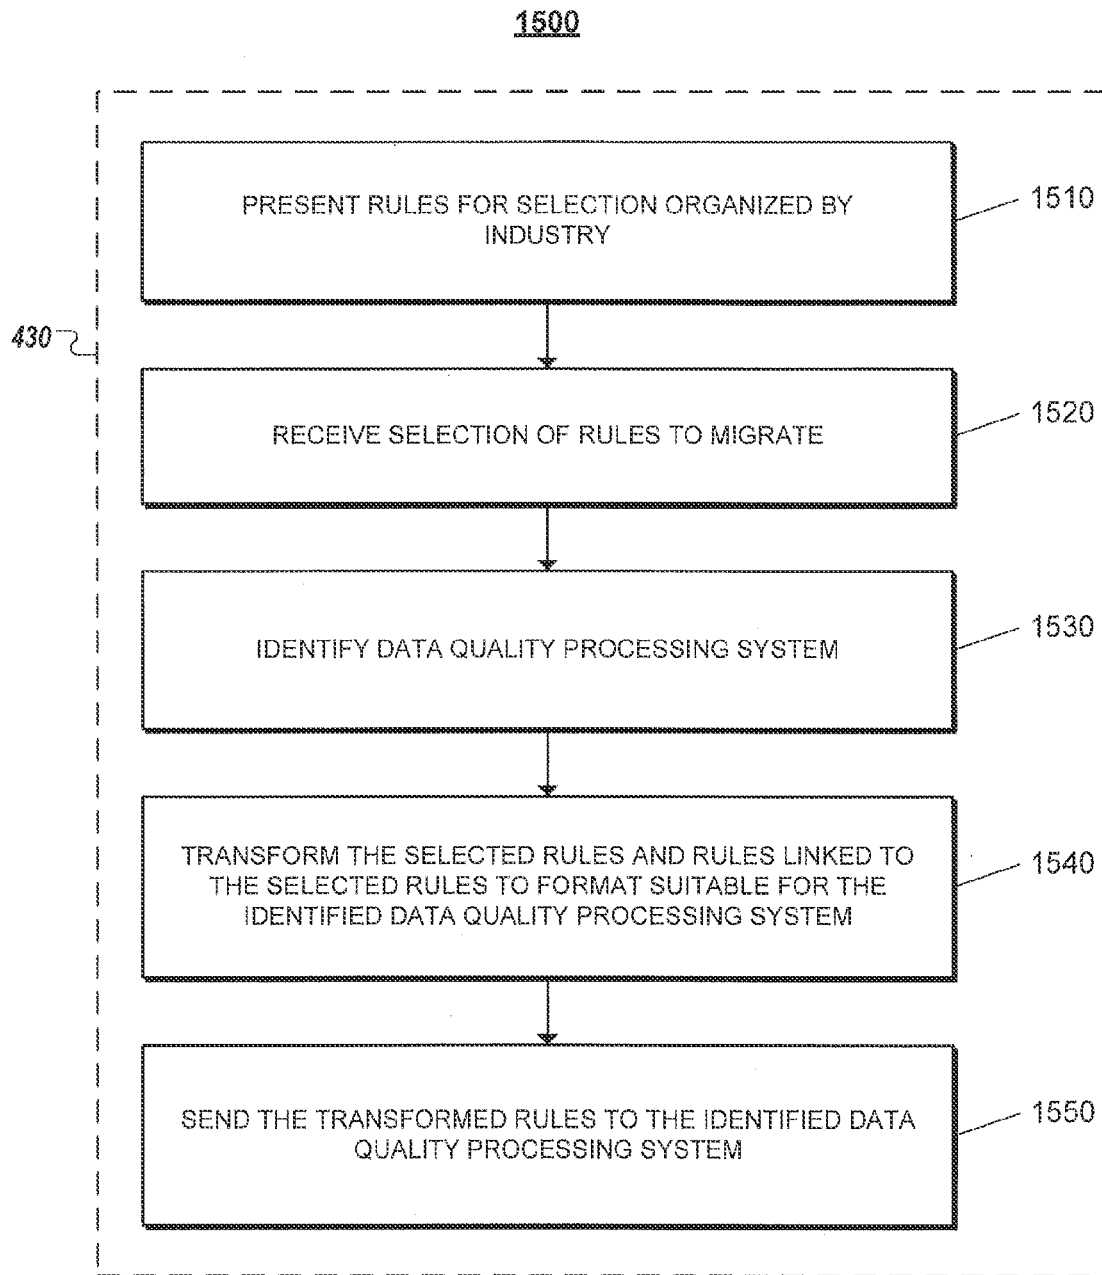 1500
PRESENT RULES FOR SELECTION ORGANIZED BY
INDUSTRY
1510
430
RECEIVE SELECTION OF RULES TO MIGRATE
1520
IDENTIFY DATA QUALITY PROCESSING SYSTEM
1530
TRANSFORM THE SELECTED RULES AND RULES LINKED TO
THE SELECTED RULES TO FORMAT SUITABLE FOR THE
IDENTIFIED DATA QUALITY PROCESSING SYSTEM
1540
SEND THE TRANSFORMED RULES TO THE IDENTIFIED DATA
QUALITY PROCESSING SYSTEM
1550